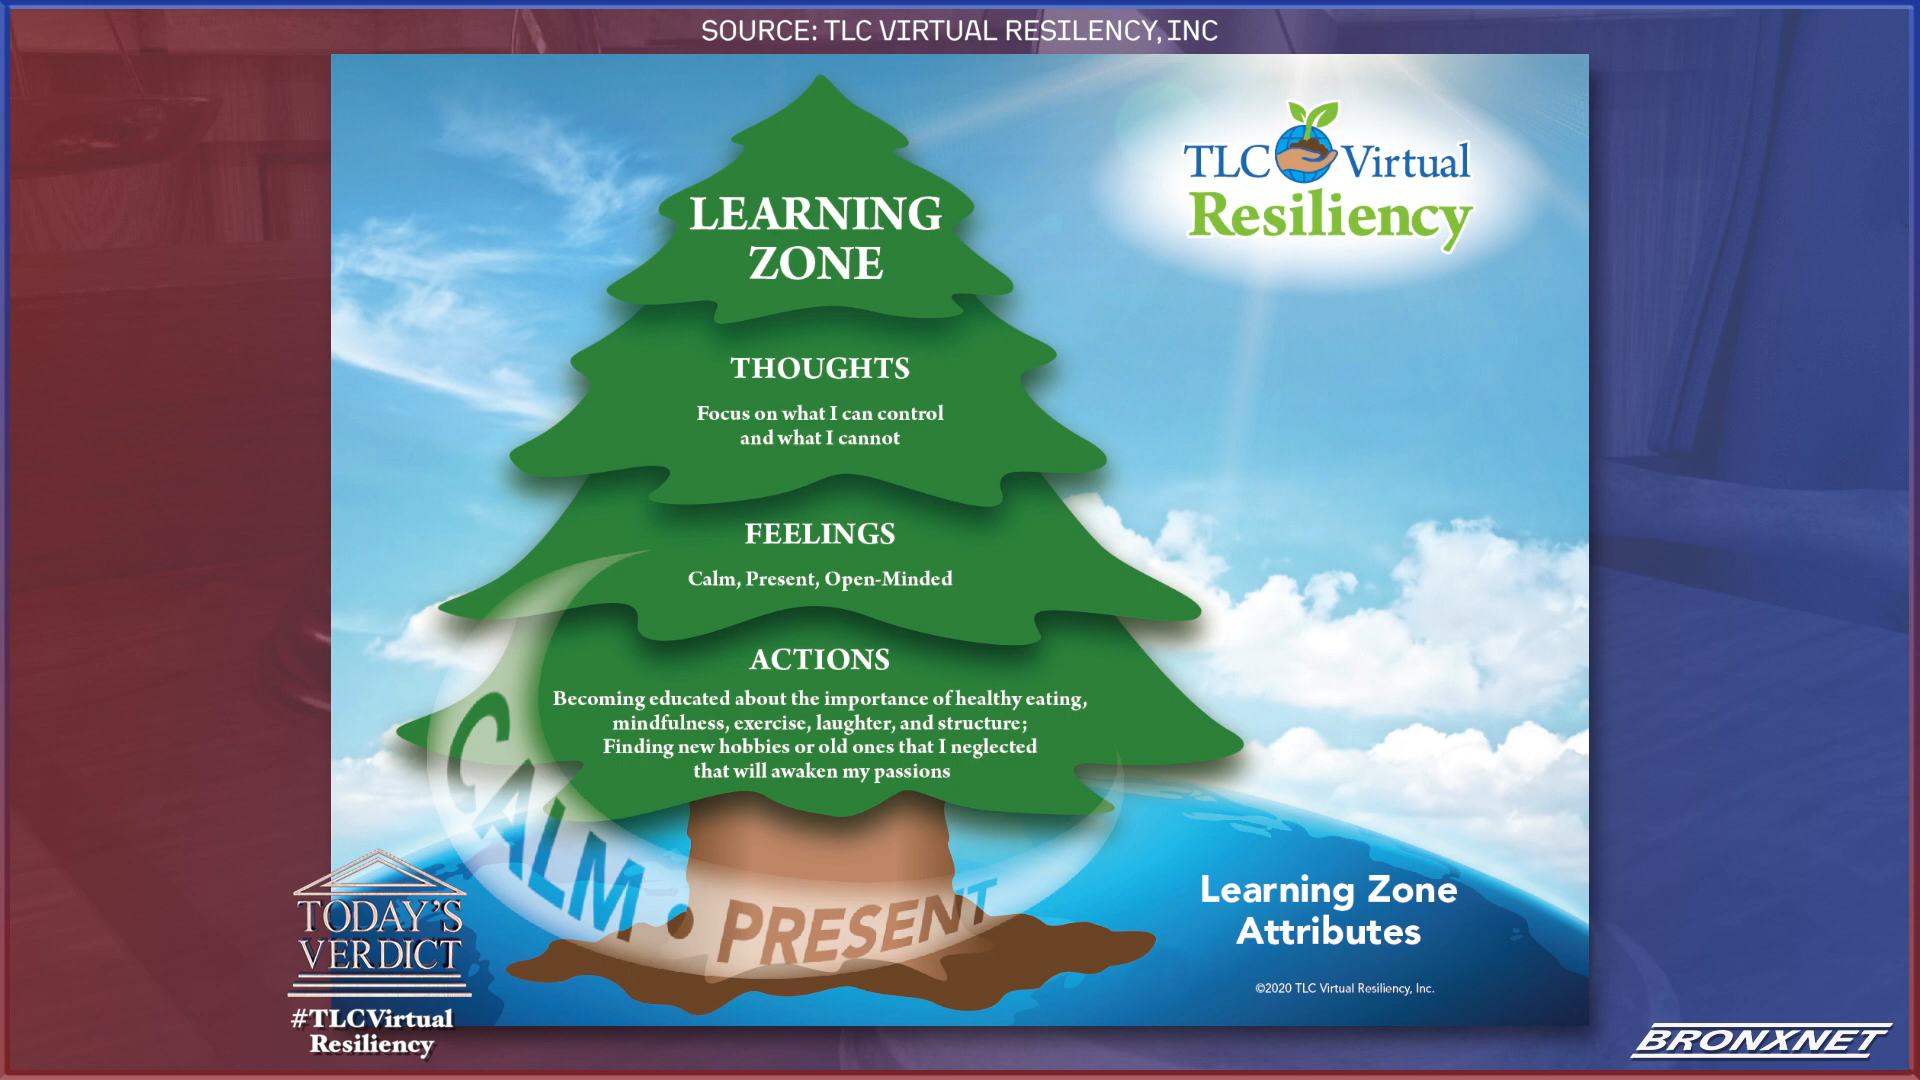 SOURCE: TLC VIRTUAL RESILENCY, INC
TLC Virtual
Resiliency
LEARNING
ZONE
THOUGHTS
Focus on what I can control
and what I cannot
FEELINGS
Calm, Present, Open-Minded
ACTIONS
Becoming educated about the importance of healthy eating,
mindfulness, exercise, laughter, and structure;
Finding new hobbies or old ones that I neglected
that will awaken my passions
CALM • PRESENT
Learning Zone
Attributes
©2020 TLC Virtual Resiliency, Inc.
TODAY'S
VERDICT
#TLCVirtual
Resiliency
BRONXNET